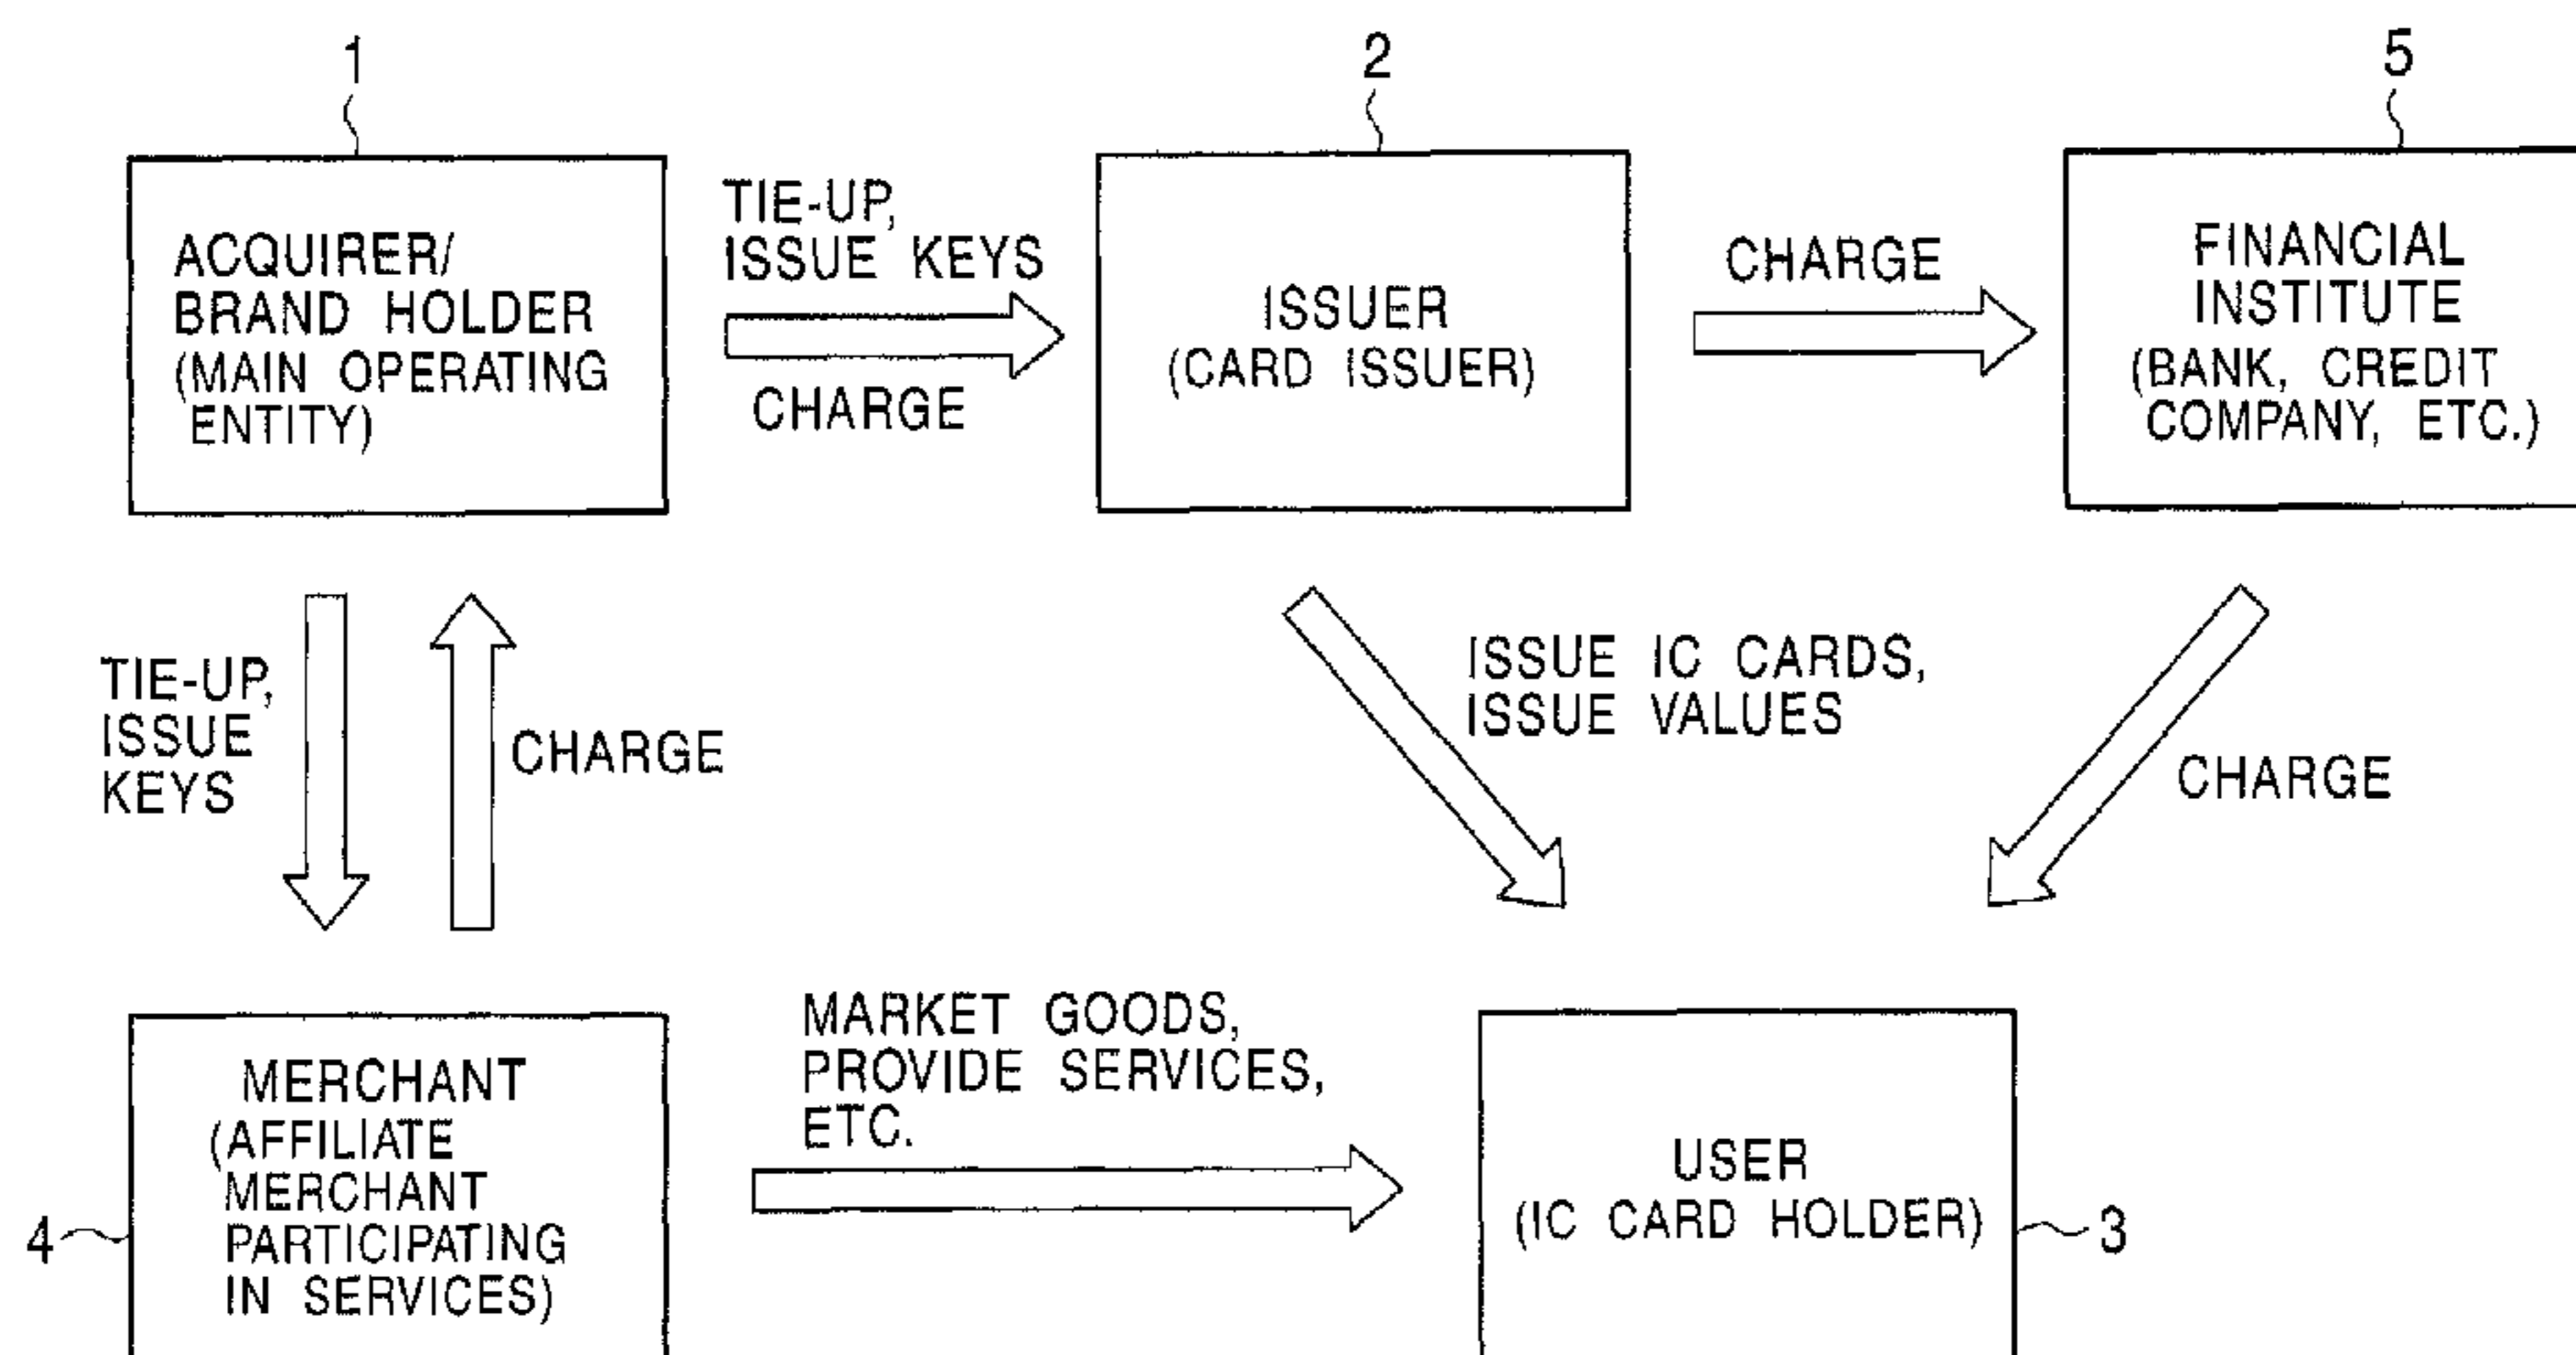 1
2
5
ACQUIRER/
BRAND HOLDER
(MAIN OPERATING
ENTITY)
TIE-UP,
ISSUE KEYS
CHARGE
ISSUER
(CARD ISSUER)
CHARGE
FINANCIAL
INSTITUTE
(BANK, CREDIT
COMPANY, ETC.)
TIE-UP,
ISSUE
KEYS
CHARGE
ISSUE IC CARDS,
ISSUE VALUES
CHARGE
MERCHANT
(AFFILIATE
MERCHANT
PARTICIPATING
IN SERVICES)
4
MARKET GOODS,
PROVIDE SERVICES,
ETC.
USER
(IC CARD HOLDER)
3